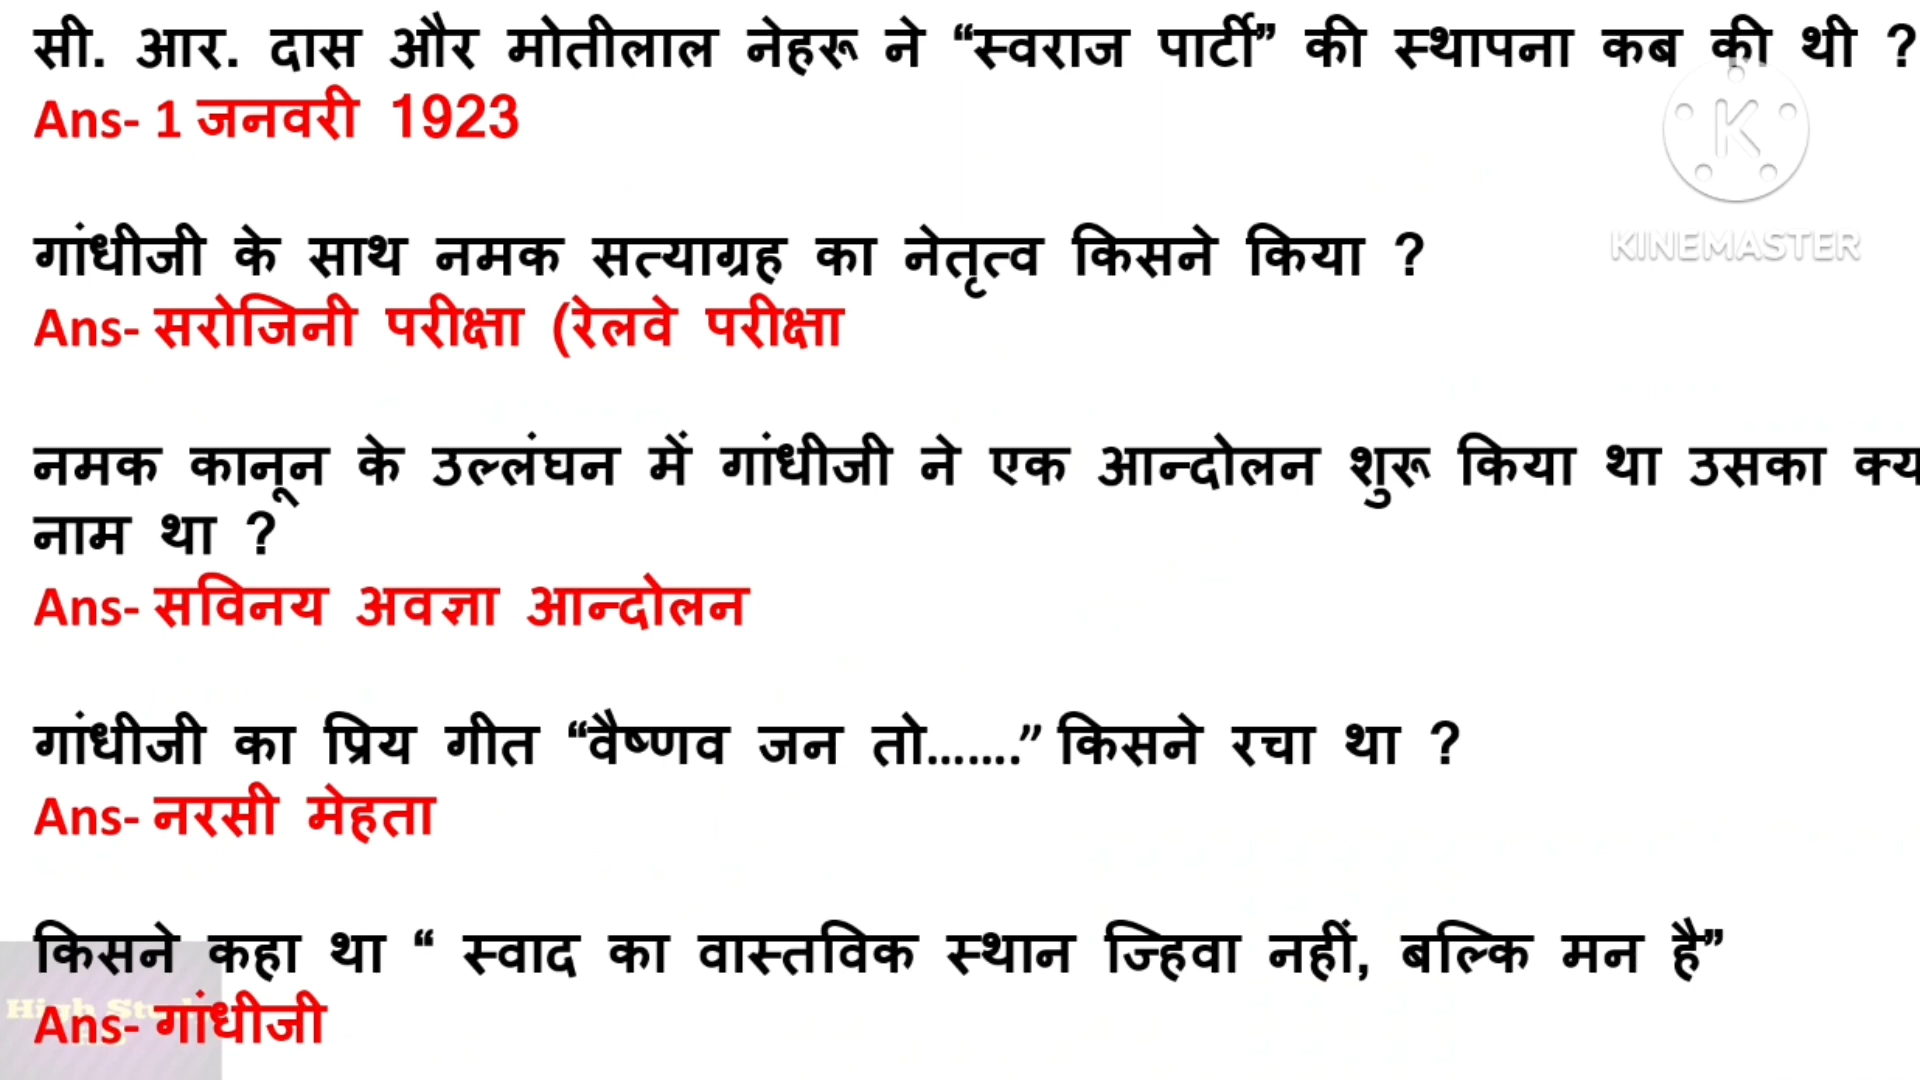 सी. आर. दास और मोतीलाल नेहरू ने “स्वराज पार्टी” की स्थापना कब की थी ?
Ans- 1 जनवरी 1923
KINEMASTER
गांधीजी के साथ नमक सत्याग्रह का नेतृत्व किसने किया ?
Ans- सरोजिनी परीक्षा (रेलवे परीक्षा
नमक कानून के उल्लंघन में गांधीजी ने एक आन्दोलन शुरू किया था उसका क्य
नाम था ?
Ans- सविनय अवज्ञा आन्दोलन
गांधीजी का प्रिय गीत “वैष्णव जन तो.......” किसने रचा था ?
Ans- नरसी मेहता
किसने कहा था “ स्वाद का वास्तविक स्थान ज्हिवा नहीं, बल्कि मन है”
High
Ans- गांधीजी